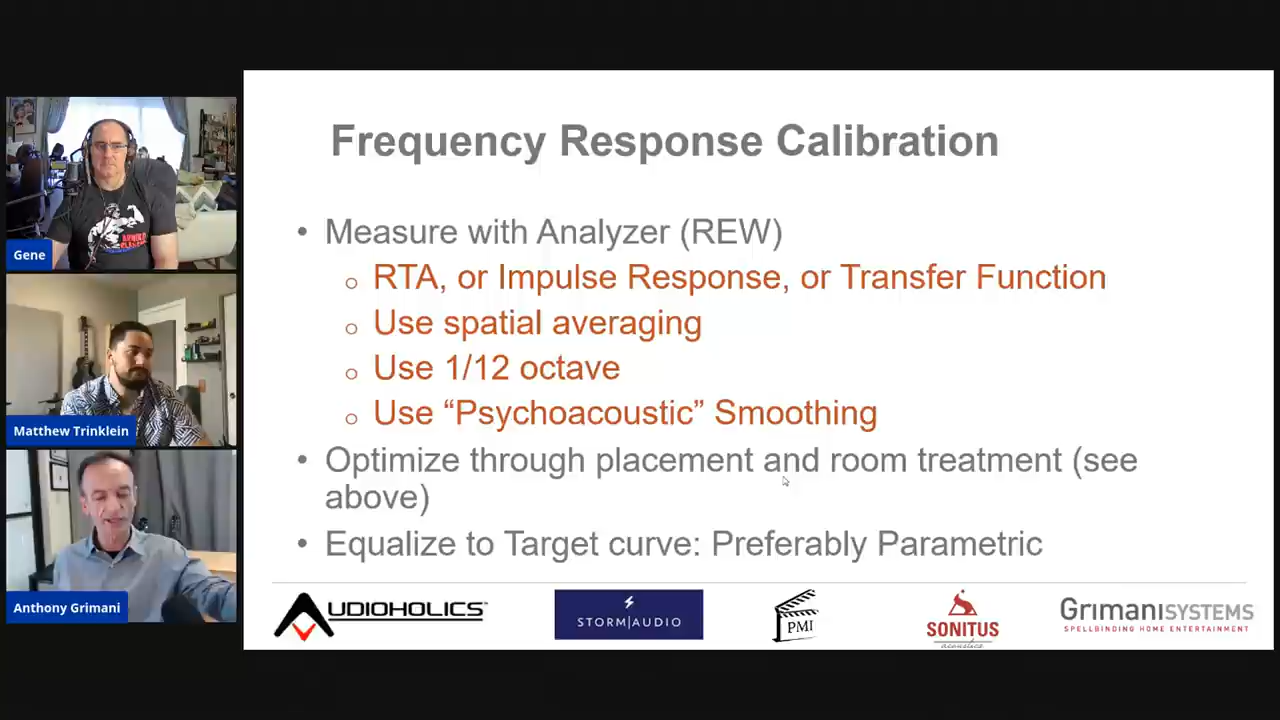 Frequency Response Calibration
• Measure with Analyzer (REW)
o RTA, or Impulse Response, or Transfer Function
o Use spatial averaging
o Use 1/12 octave
o Use “Psychoacoustic” Smoothing
• Optimize through placement and room treatment (see
above)
• Equalize to Target curve: Preferably Parametric
Gene
Matthew Trinklein
Anthony Grimani
AUDIOHOLICS
STORM|AUDIO
PMI
SONITUS
acoustics
GRIMANISYSTEMS
SPELLBINDING HOME ENTERTAINMENT